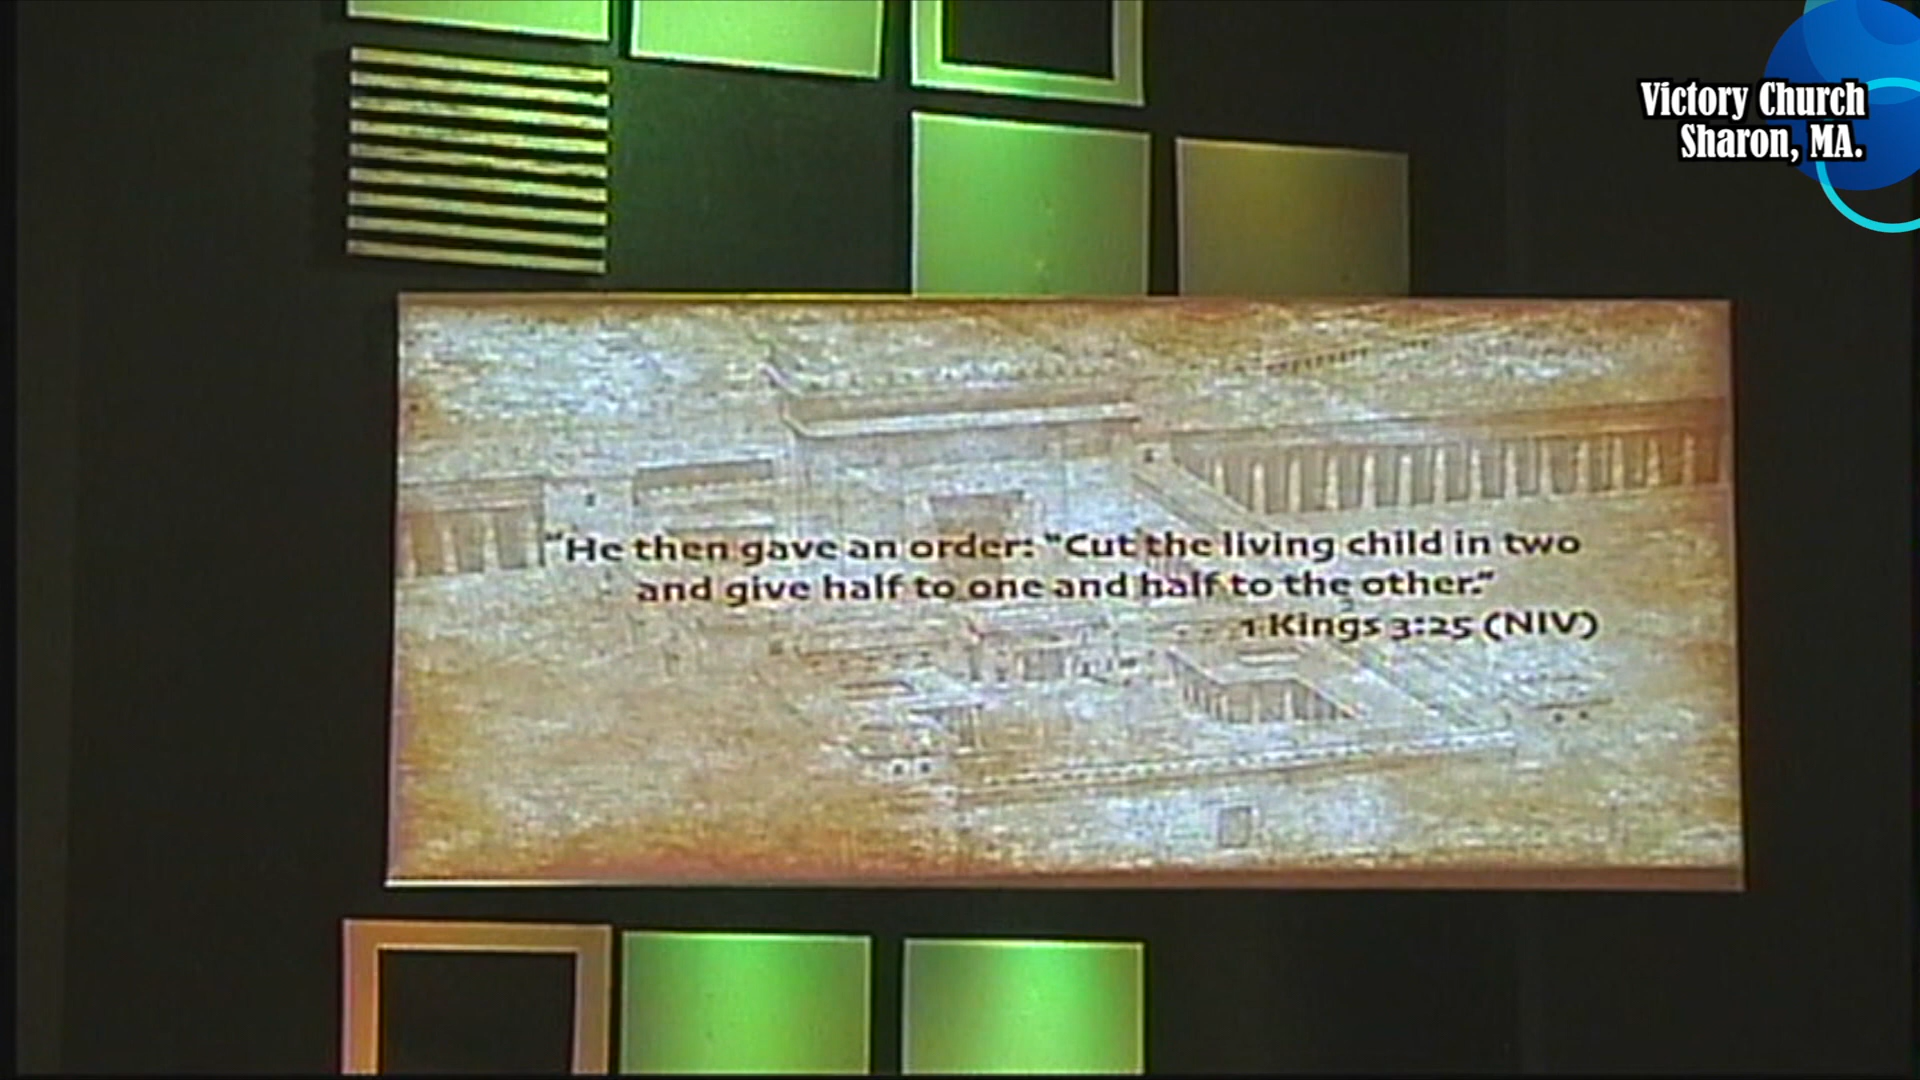 Victory Church
Sharon, MA.
"He then gave an order: "Cut the living child in two
and give half to one and half to the other."
1 Kings 3:25 (NIV)